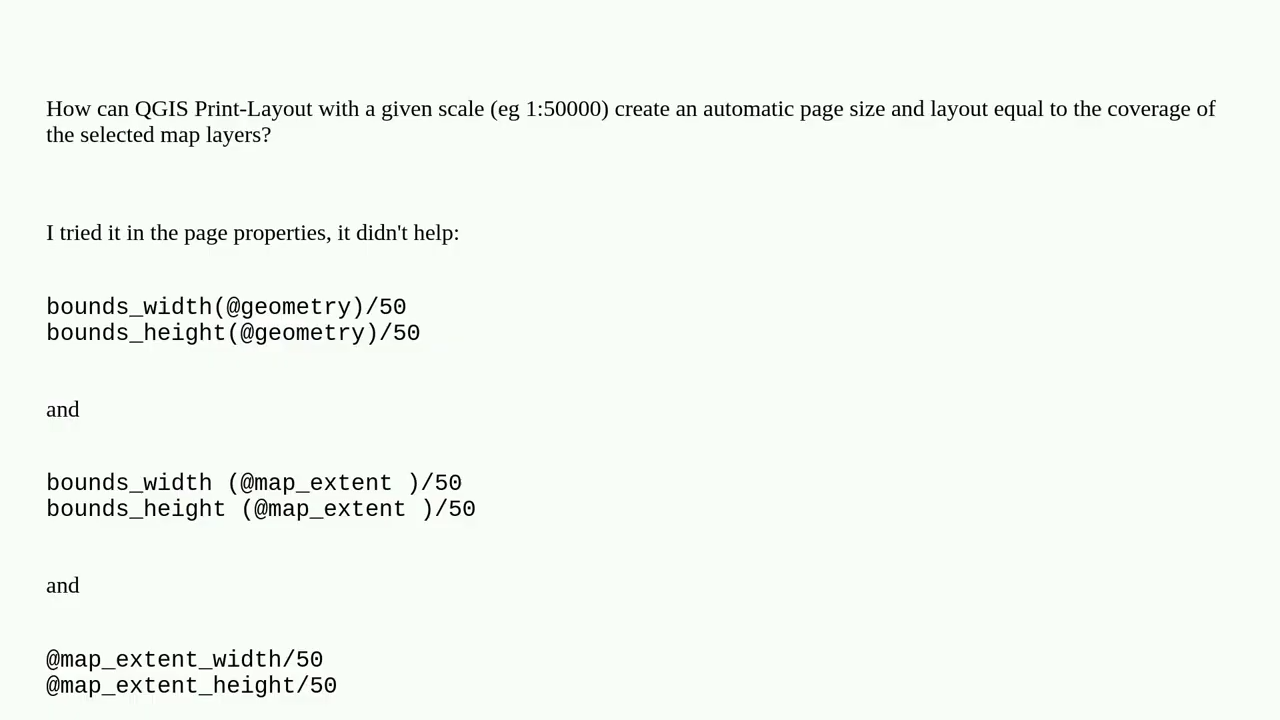 How can QGIS Print-Layout with a given scale (eg 1:50000) create an automatic page size and layout equal to the coverage of
the selected map layers?
I tried it in the page properties, it didn't help:
bounds_width(@geometry)/50
bounds_height(@geometry)/50
and
bounds_width (@map_extent )/50
bounds_height (@map_extent )/50
and
@map_extent_width/50
@map_extent_height/50